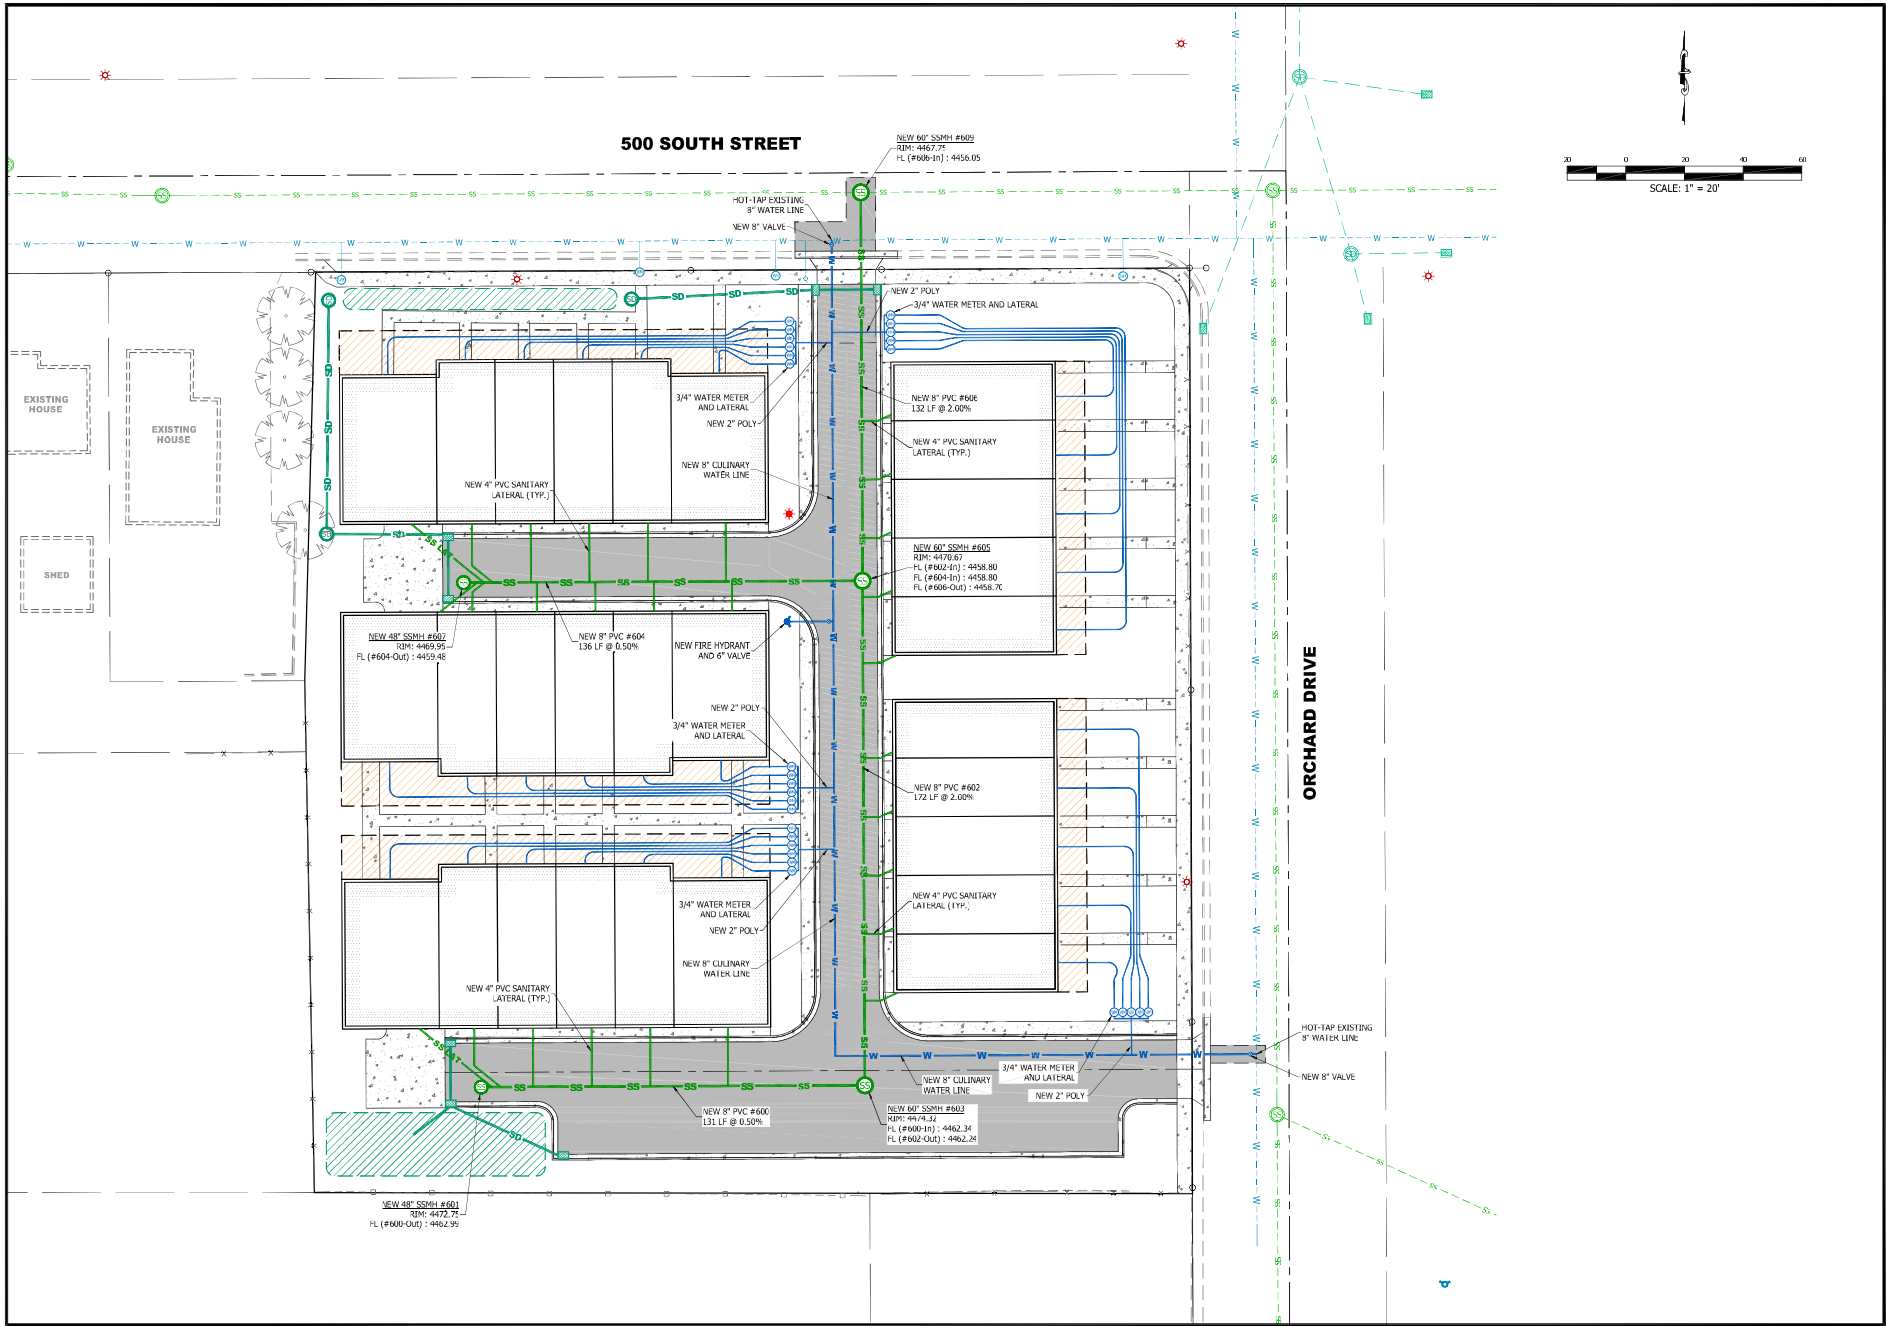 500 SOUTH STREET
NEW 60" SSMH #609
RIM: 4467.75
FL (#606-In) : 4456.05
20 0 20 40 60
SCALE: 1" = 20'
HOT-TAP EXISTING
8" WATER LINE
NEW 8" VALVE
NEW 2" POLY
3/4" WATER METER AND LATERAL
EXISTING
HOUSE
EXISTING
HOUSE
SHED
3/4" WATER METER
AND LATERAL
NEW 2" POLY
NEW 8" PVC #606
132 LF @ 2.00%
NEW 4" PVC SANITARY
LATERAL (TYP.)
NEW 8" CULINARY
WATER LINE
NEW 4" PVC SANITARY
LATERAL (TYP.)
SS LAT
NEW 60" SSMH #605
RIM: 4470.67
FL (#602-In) : 4458.80
FL (#604-In) : 4458.80
FL (#606-Out) : 4458.70
NEW 48" SSMH #607
RIM: 4469.95
FL (#604-Out) : 4459.48
NEW 8" PVC #604
136 LF @ 0.50%
NEW FIRE HYDRANT
AND 6" VALVE
ORCHARD DRIVE
NEW 2" POLY
3/4" WATER METER
AND LATERAL
NEW 8" PVC #602
172 LF @ 2.00%
3/4" WATER METER
AND LATERAL
NEW 2" POLY
NEW 4" PVC SANITARY
LATERAL (TYP.)
NEW 8" CULINARY
WATER LINE
NEW 4" PVC SANITARY
LATERAL (TYP.)
SS LAT
HOT-TAP EXISTING
8" WATER LINE
NEW 8" VALVE
3/4" WATER METER
AND LATERAL
NEW 2" POLY
NEW 8" CULINARY
WATER LINE
NEW 8" PVC #600
131 LF @ 0.50%
NEW 60" SSMH #603
RIM: 4474.32
FL (#600-In) : 4462.34
FL (#602-Out) : 4462.24
NEW 48" SSMH #601
RIM: 4472.75
FL (#600-Out) : 4462.99